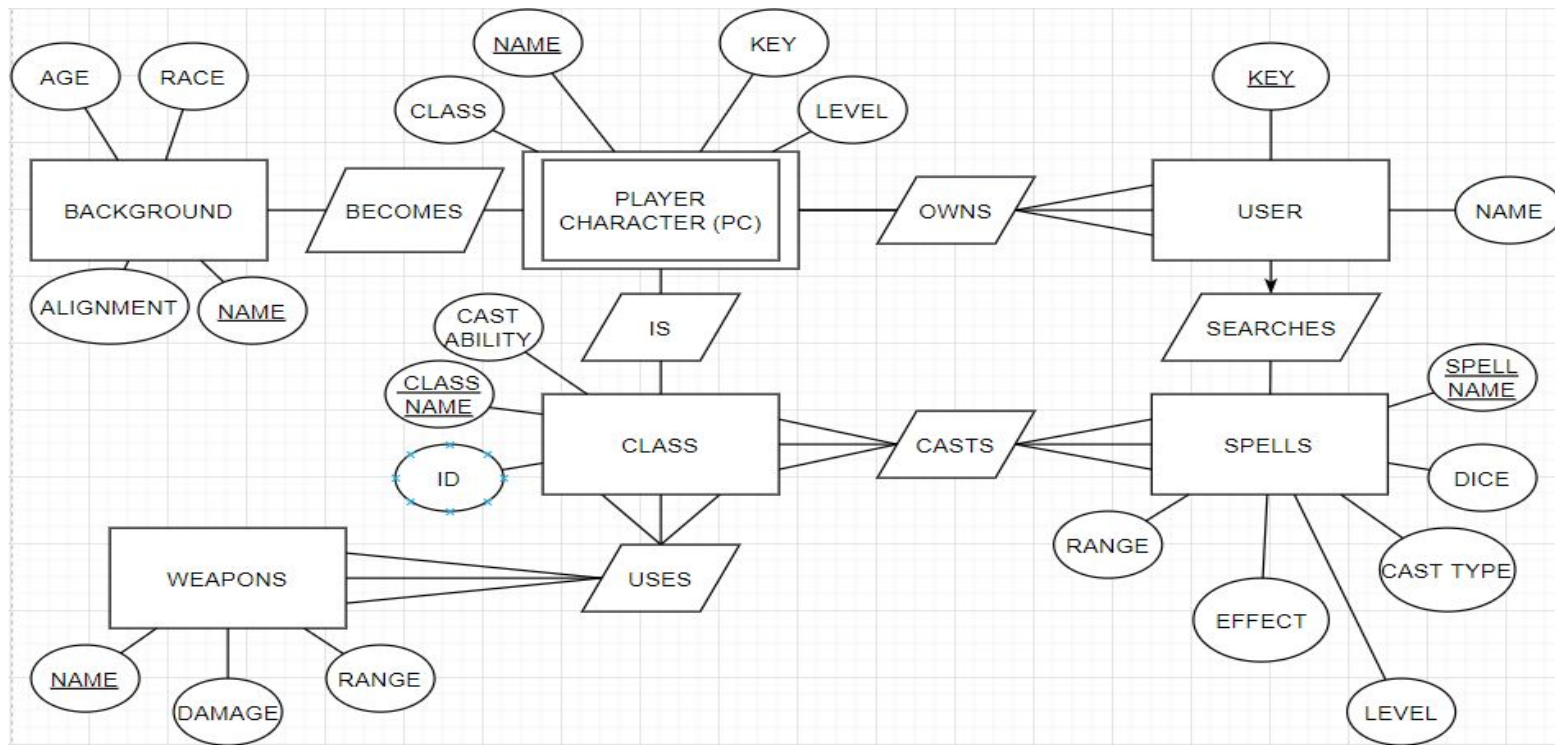 NAME
KEY
AGE
RACE
KEY
CLASS
LEVEL
BACKGROUND
BECOMES
PLAYER
CHARACTER (PC)
OWNS
USER
NAME
ALIGNMENT
NAME
CAST
ABILITY
IS
SEARCHES
CLASS
NAME
SPELL
NAME
CLASS
CASTS
SPELLS
ID
DICE
RANGE
CAST TYPE
WEAPONS
USES
EFFECT
NAME
DAMAGE
RANGE
LEVEL